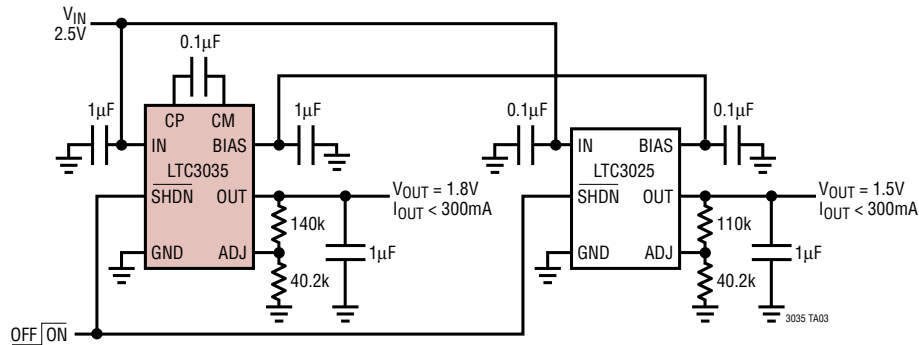 VIN
2.5V
0.1µF
1µF
CP CM
1µF
IN BIAS
LTC3035
SHDN OUT
GND ADJ
140k
40.2k
1µF
VOUT = 1.8V
IOUT < 300mA
0.1µF
0.1µF
IN BIAS
LTC3025
SHDN OUT
GND ADJ
110k
40.2k
1µF
VOUT = 1.5V
IOUT < 300mA
OFF ON
3035 TA03